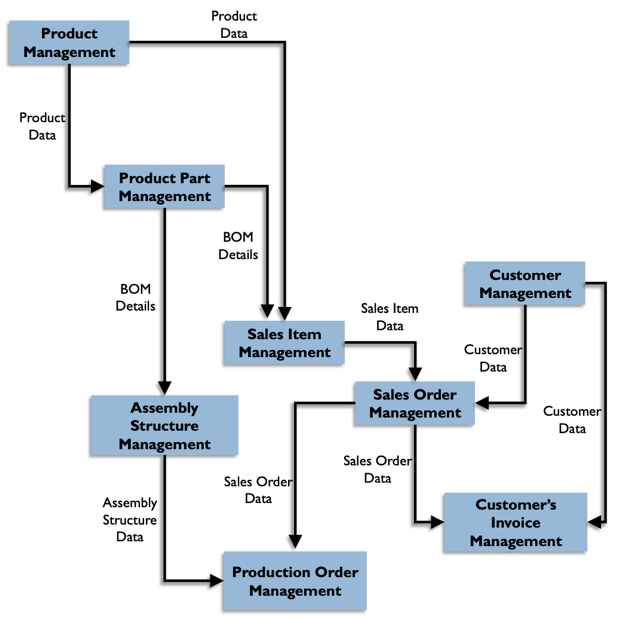 Product
Data
Product
Management
Product
Data
Product Part
Management
BOM
Details
BOM
Details
Customer
Management
Sales Item
Data
Sales Item
Management
Customer
Data
Sales Order
Management
Assembly
Structure
Management
Customer
Data
Sales Order
Data
Sales Order
Data
Assembly
Structure
Data
Customer’s
Invoice
Management
Production Order
Management